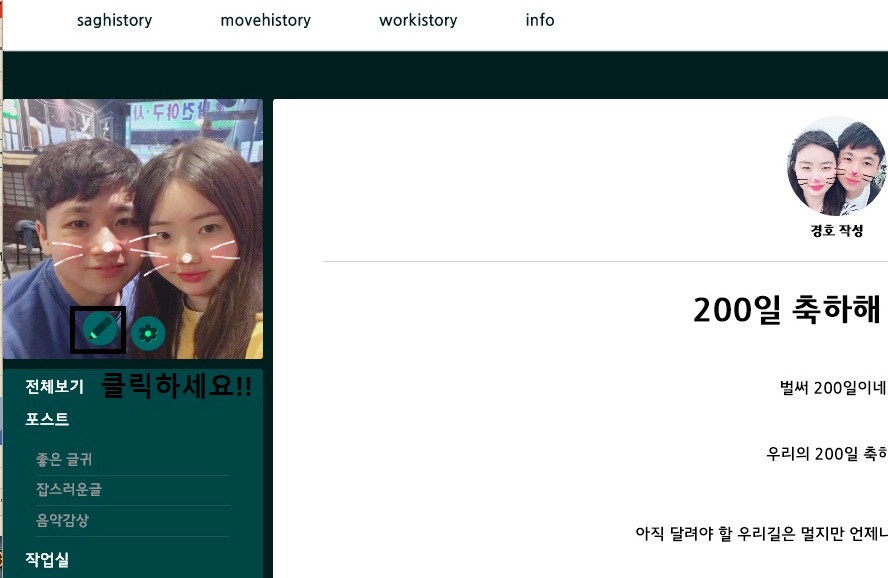 saghistory movehistory workistory info
경호 작성
200일 축하해
벌써 200일이네
우리의 200일 축하
아직 달려야 할 우리길은 멀지만 언제나
전체보기 클릭하세요!!
포스트
좋은 글귀
잡스러운글
음악감상
작업실